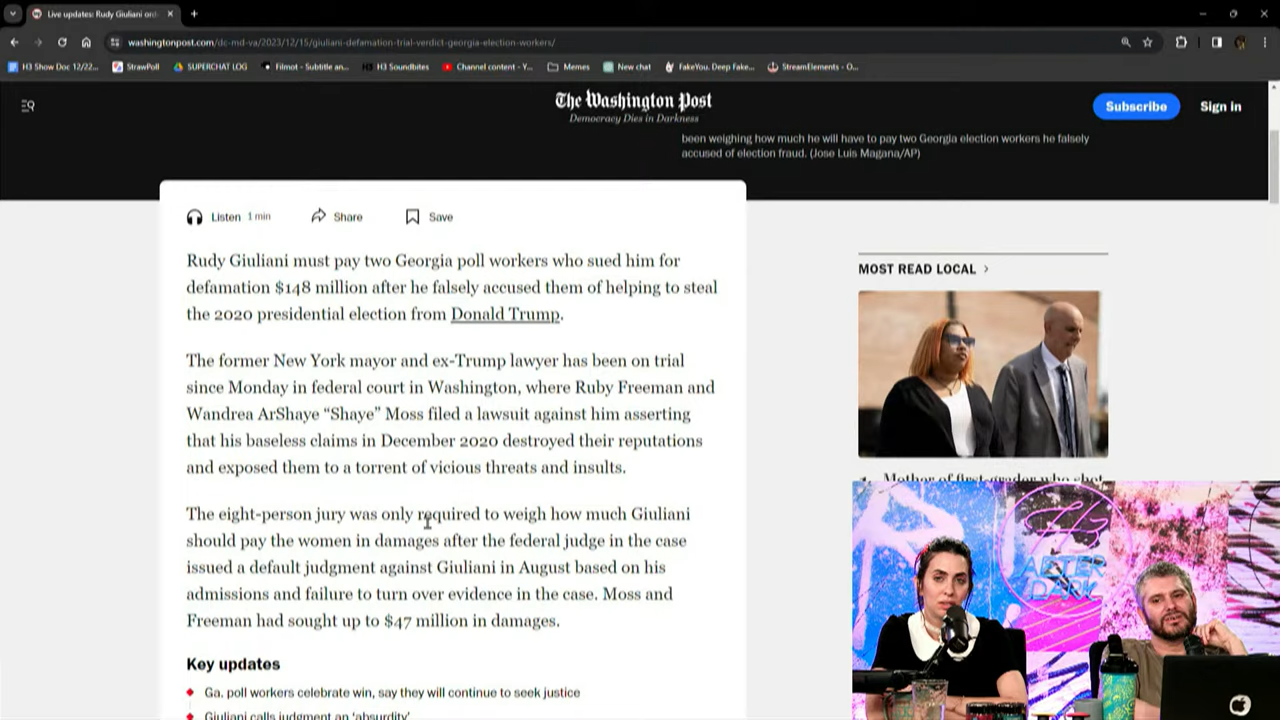 Live updates: Rudy Giuliani ord
washingtonpost.com/dc-md-va/2023/12/15/giuliani-defamation-trial-verdict-georgia-election-workers/
H3 Show Doc 12/22...
StrawPoll
SUPERCHAT LOG
Filmot - Subtitle an...
H3 Soundbites
Channel content - Y...
Memes
New chat
FakeYou. Deep Fake...
StreamElements - O...
The Washington Post
Democracy Dies in Darkness
Subscribe
Sign in
been weighing how much he will have to pay two Georgia election workers he falsely
accused of election fraud. (Jose Luis Magana/AP)
Listen 1 min
Share
Save
Rudy Giuliani must pay two Georgia poll workers who sued him for
defamation $148 million after he falsely accused them of helping to steal
the 2020 presidential election from Donald Trump.
The former New York mayor and ex-Trump lawyer has been on trial
since Monday in federal court in Washington, where Ruby Freeman and
Wandrea ArShaye “Shaye” Moss filed a lawsuit against him asserting
that his baseless claims in December 2020 destroyed their reputations
and exposed them to a torrent of vicious threats and insults.
The eight-person jury was only required to weigh how much Giuliani
should pay the women in damages after the federal judge in the case
issued a default judgment against Giuliani in August based on his
admissions and failure to turn over evidence in the case. Moss and
Freeman had sought up to $47 million in damages.
Key updates
Ga. poll workers celebrate win, say they will continue to seek justice
Giuliani calls judgment an ‘absurdity’
MOST READ LOCAL
Mother of first-grader who shot
AFTER
DARK